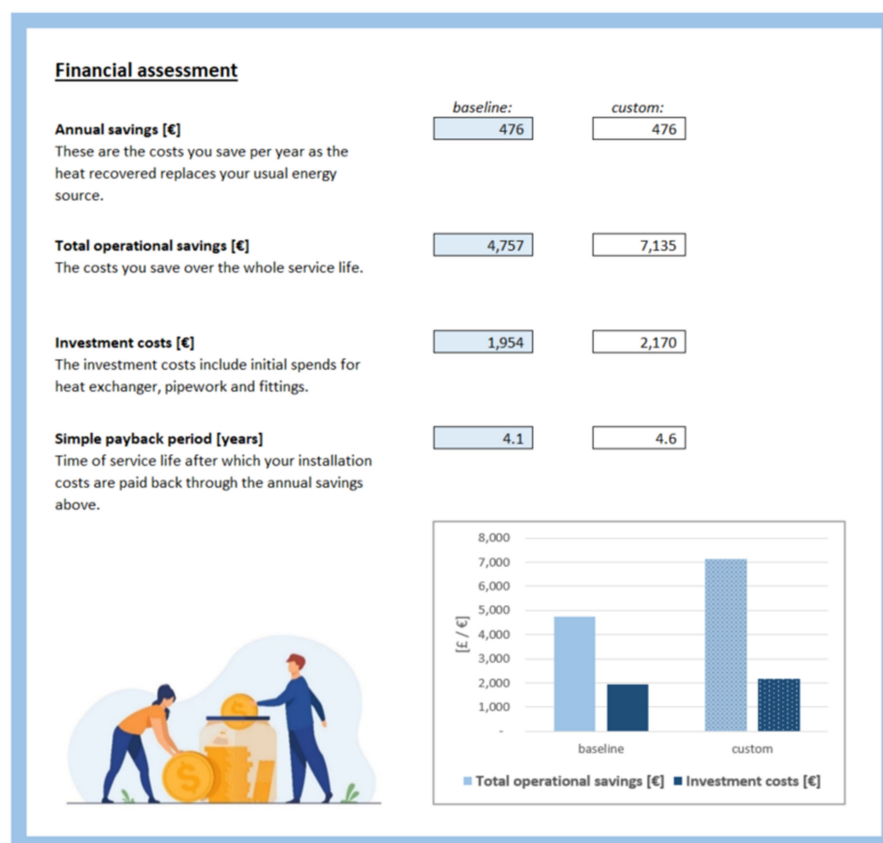 Financial assessment
baseline: custom:
Annual savings [€] 476 476
These are the costs you save per year as the
heat recovered replaces your usual energy
source.
Total operational savings [€] 4,757 7,135
The costs you save over the whole service life.
Investment costs [€] 1,954 2,170
The investment costs include initial spends for
heat exchanger, pipework and fittings.
Simple payback period [years] 4.1 4.6
Time of service life after which your installation
costs are paid back through the annual savings
above.
8,000
7,000
6,000
5,000
4,000
3,000
2,000
1,000
-
[£ / €]
baseline custom
Total operational savings [€] Investment costs [€]
$
$